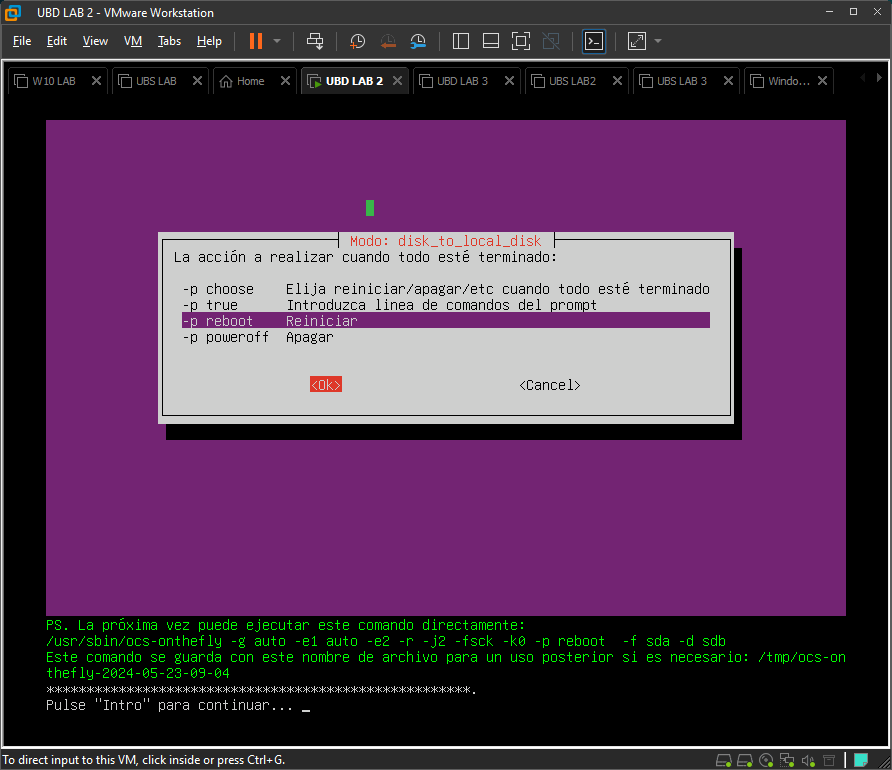 UBD LAB 2 - VMware Workstation
File Edit View VM Tabs Help
W10 LAB UBS LAB Home UBD LAB 2 UBD LAB 3 UBS LAB2 UBS LAB 3 Windo...
Modo: disk_to_local_disk
La acción a realizar cuando todo esté terminado:
-p choose Elija reiniciar/apagar/etc cuando todo esté terminado
-p true Introduzca linea de comandos del prompt
-p reboot Reiniciar
-p poweroff Apagar
<Ok> <Cancel>
PS. La próxima vez puede ejecutar este comando directamente:
/usr/sbin/ocs-onthefly -g auto -e1 auto -e2 -r -j2 -fsck -k0 -p reboot  -f sda -d sdb
Este comando se guarda con este nombre de archivo para un uso posterior si es necesario: /tmp/ocs-on
thefly-2024-05-23-09-04
*****************************************************.
Pulse "Intro" para continuar... _
To direct input to this VM, click inside or press Ctrl+G.